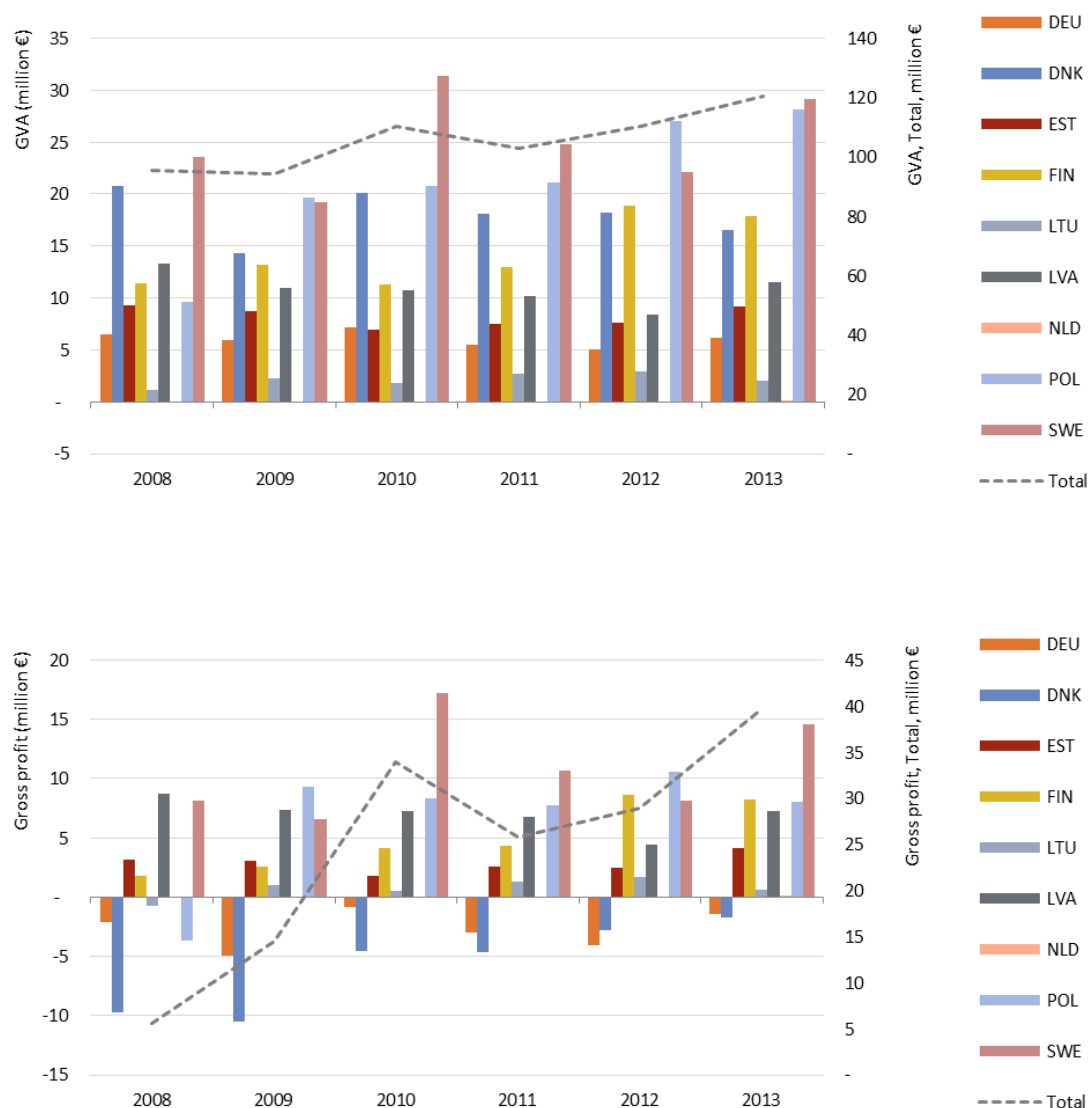 GVA (million €)
35
30
25
20
15
10
5
-
-5
2008
2009
2010
2011
2012
2013
140
120
100
80
60
40
20
-
GVA, Total, million €
DEU
DNK
EST
FIN
LTU
LVA
NLD
POL
SWE
Total
Gross profit (million €)
20
15
10
5
-
-5
-10
-15
2008
2009
2010
2011
2012
2013
45
40
35
30
25
20
15
10
5
-
Gross profit, Total, million €
DEU
DNK
EST
FIN
LTU
LVA
NLD
POL
SWE
Total